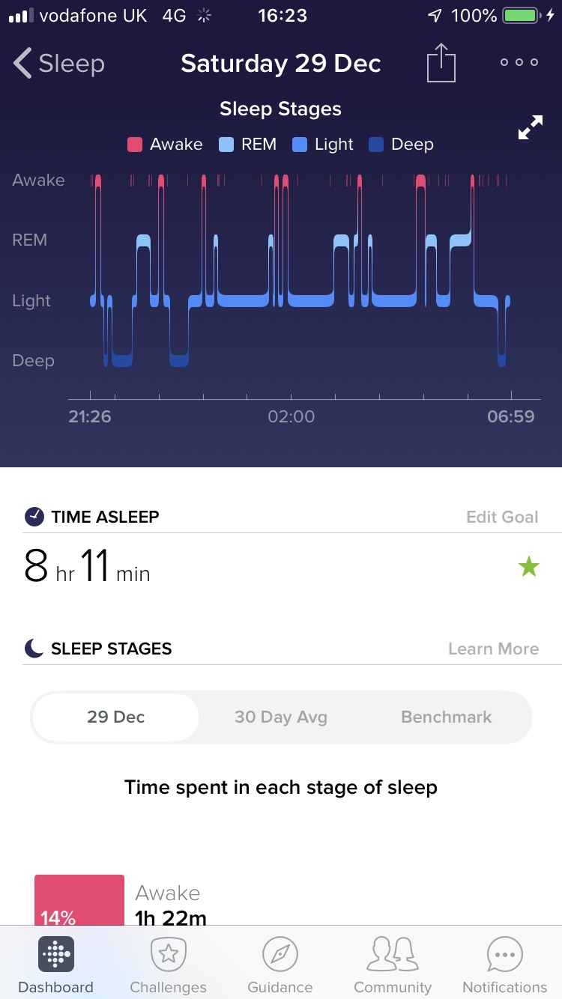 vodafone UK 4G 16:23 100%
Sleep Saturday 29 Dec
Sleep Stages
Awake REM Light Deep
Awake
REM
Light
Deep
21:26 02:00 06:59
TIME ASLEEP Edit Goal
8 hr 11 min
SLEEP STAGES Learn More
29 Dec 30 Day Avg Benchmark
Time spent in each stage of sleep
Awake
14% 1h 22m
Dashboard Challenges Guidance Community Notifications